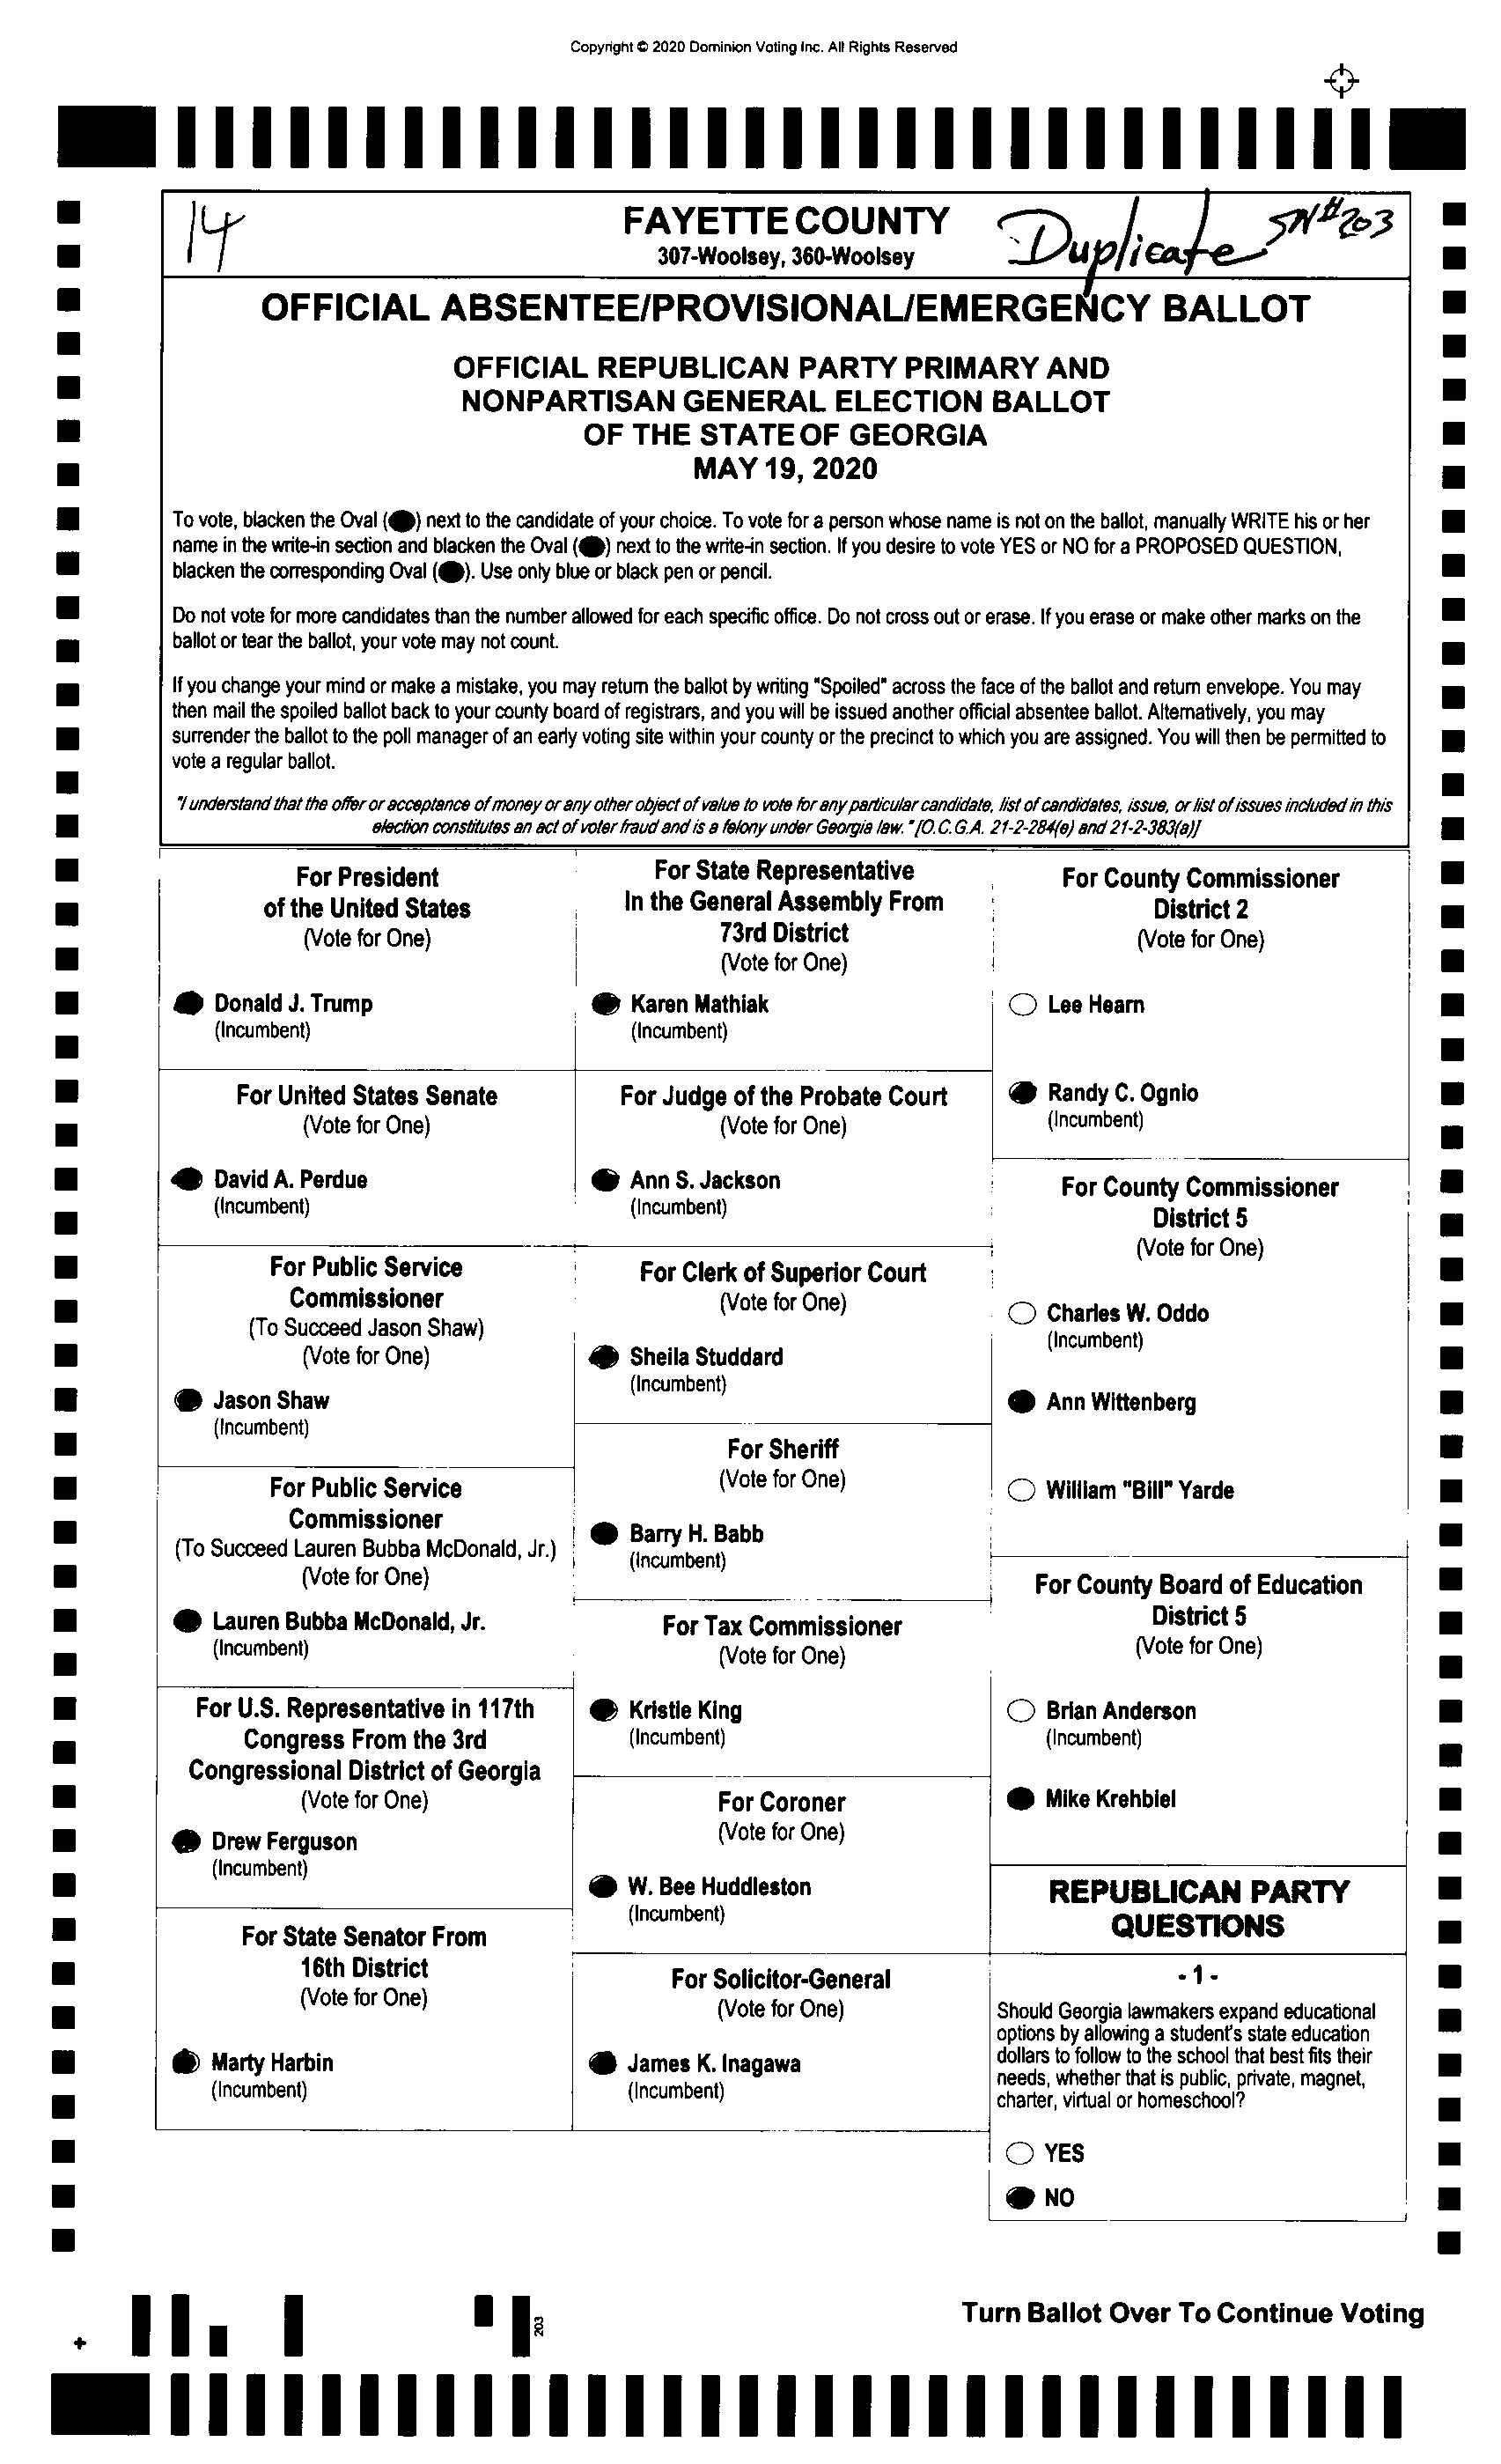 Copyright © 2020 Dominion Voting Inc. All Rights Reserved
14
FAYETTE COUNTY
307-Woolsey, 360-Woolsey
Duplicate SN#203
OFFICIAL ABSENTEE/PROVISIONAL/EMERGENCY BALLOT
OFFICIAL REPUBLICAN PARTY PRIMARY AND
NONPARTISAN GENERAL ELECTION BALLOT
OF THE STATE OF GEORGIA
MAY 19, 2020
To vote, blacken the Oval ( ) next to the candidate of your choice. To vote for a person whose name is not on the ballot, manually WRITE his or her
name in the write-in section and blacken the Oval ( ) next to the write-in section. If you desire to vote YES or NO for a PROPOSED QUESTION,
blacken the corresponding Oval ( ). Use only blue or black pen or pencil.
Do not vote for more candidates than the number allowed for each specific office. Do not cross out or erase. If you erase or make other marks on the
ballot or tear the ballot, your vote may not count.
If you change your mind or make a mistake, you may return the ballot by writing "Spoiled" across the face of the ballot and return envelope. You may
then mail the spoiled ballot back to your county board of registrars, and you will be issued another official absentee ballot. Alternatively, you may
surrender the ballot to the poll manager of an early voting site within your county or the precinct to which you are assigned. You will then be permitted to
vote a regular ballot.
"I understand that the offer or acceptance of money or any other object of value to vote for any particular candidate, list of candidates, issue, or list of issues included in this
election constitutes an act of voter fraud and is a felony under Georgia law." [O.C.G.A. 21-2-284(e) and 21-2-383(a)]
For President
of the United States
(Vote for One)
Donald J. Trump
(Incumbent)
For United States Senate
(Vote for One)
David A. Perdue
(Incumbent)
For Public Service
Commissioner
(To Succeed Jason Shaw)
(Vote for One)
Jason Shaw
(Incumbent)
For Public Service
Commissioner
(To Succeed Lauren Bubba McDonald, Jr.)
(Vote for One)
Lauren Bubba McDonald, Jr.
(Incumbent)
For U.S. Representative in 117th
Congress From the 3rd
Congressional District of Georgia
(Vote for One)
Drew Ferguson
(Incumbent)
For State Senator From
16th District
(Vote for One)
Marty Harbin
(Incumbent)
For State Representative
In the General Assembly From
73rd District
(Vote for One)
Karen Mathiak
(Incumbent)
For Judge of the Probate Court
(Vote for One)
Ann S. Jackson
(Incumbent)
For Clerk of Superior Court
(Vote for One)
Sheila Studdard
(Incumbent)
For Sheriff
(Vote for One)
Barry H. Babb
(Incumbent)
For Tax Commissioner
(Vote for One)
Kristie King
(Incumbent)
For Coroner
(Vote for One)
W. Bee Huddleston
(Incumbent)
For Solicitor-General
(Vote for One)
James K. Inagawa
(Incumbent)
For County Commissioner
District 2
(Vote for One)
Lee Hearn
Randy C. Ognio
(Incumbent)
For County Commissioner
District 5
(Vote for One)
Charles W. Oddo
(Incumbent)
Ann Wittenberg
William "Bill" Yarde
For County Board of Education
District 5
(Vote for One)
Brian Anderson
(Incumbent)
Mike Krehbiel
REPUBLICAN PARTY
QUESTIONS
- 1 -
Should Georgia lawmakers expand educational
options by allowing a student's state education
dollars to follow to the school that best fits their
needs, whether that is public, private, magnet,
charter, virtual or homeschool?
YES
NO
203
Turn Ballot Over To Continue Voting